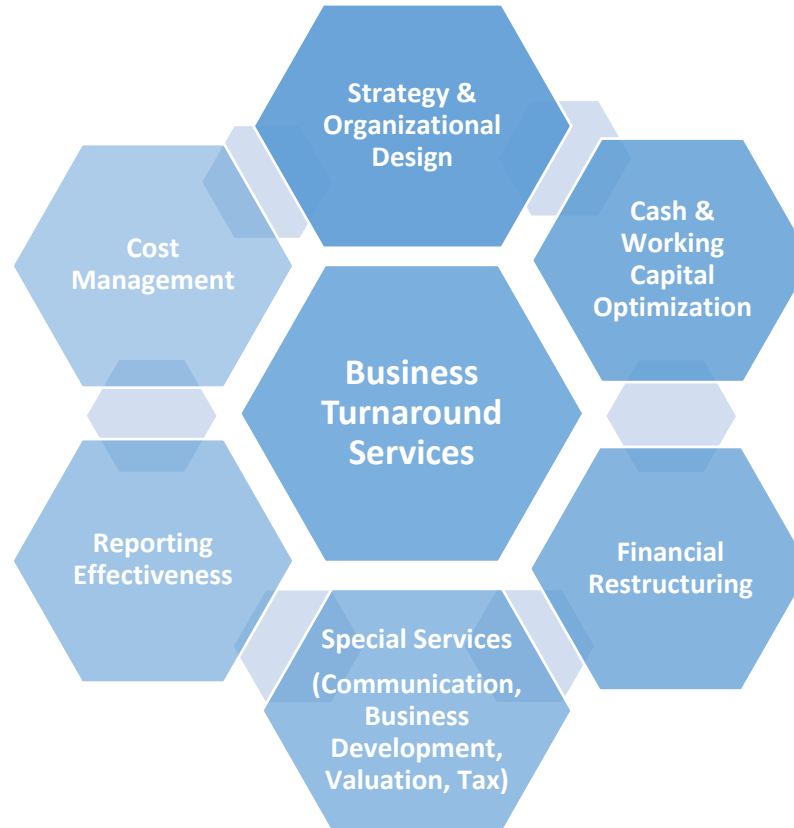 Strategy &
Organizational
Design
Cash &
Working
Capital
Optimization
Cost
Management
Business
Turnaround
Services
Reporting
Effectiveness
Financial
Restructuring
Special Services
(Communication,
Business
Development,
Valuation, Tax)